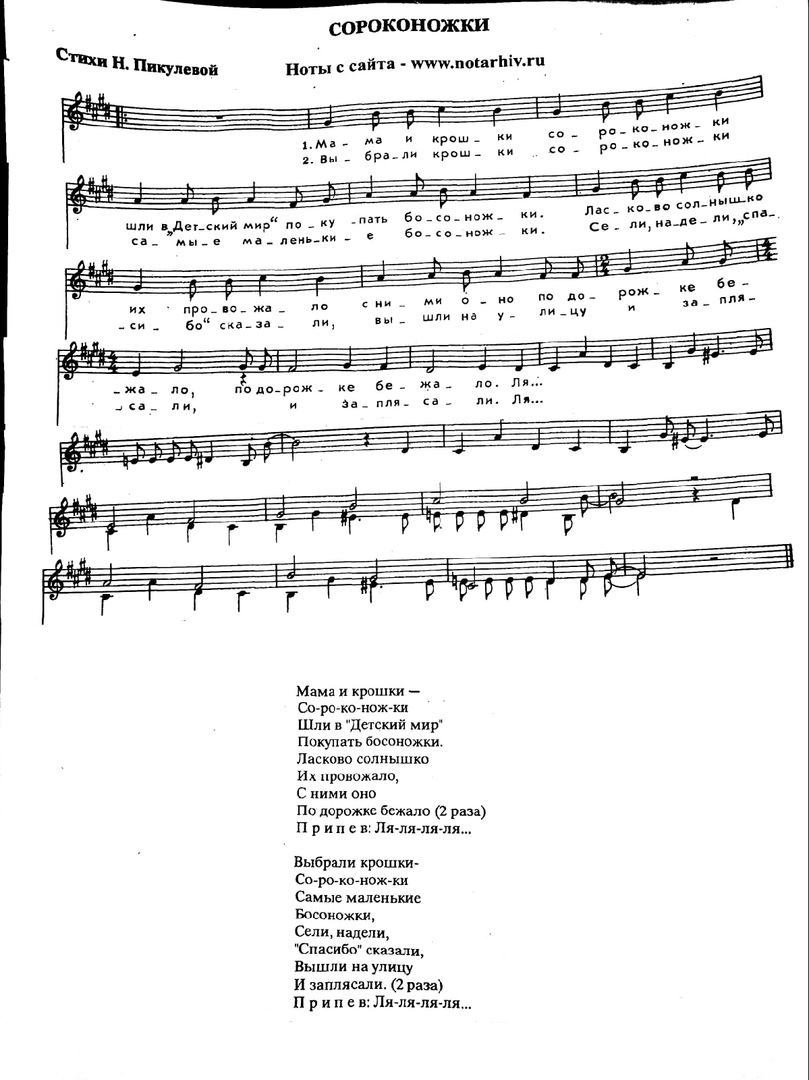 СОРОКОНОЖКИ
Стихи Н. Пикулевой
Ноты с сайта - www.notarhiv.ru
1. Ма _ ма и крош _ ки со _ ро _ ко _ нож _ ки
2. Вы _ бра _ ли крош _ ки со _ ро _ ко _ нож _ ки
шли в „Дет _ ский мир“ по _ ку _ пать бо _ со _ нож _ ки. Лас _ ко _ во сол _ ныш _ ко
са _ мы _ е ма _ лень _ ки _ е бо _ со _ нож _ ки. Се _ ли, на _ де _ ли, „спа _
их про _ во _ жа _ ло с ни _ ми о _ но по до _ рож _ ке бе _
_ си _ бо“ ска _ за _ ли, вы _ шли на у _ ли _ цу и за _ пля _
_ жа _ ло, по до _ рож _ ке бе _ жа _ ло. Ля...
_ са _ ли, и за _ пля _ са _ ли. Ля...
Мама и крошки —
Со-ро-ко-нож-ки
Шли в "Детский мир"
Покупать босоножки.
Ласково солнышко
Их провожало,
С ними оно
По дорожке бежало (2 раза)
П р и п е в: Ля-ля-ля-ля...
Выбрали крошки-
Со-ро-ко-нож-ки
Самые маленькие
Босоножки,
Сели, надели,
"Спасибо" сказали,
Вышли на улицу
И заплясали. (2 раза)
П р и п е в: Ля-ля-ля-ля...